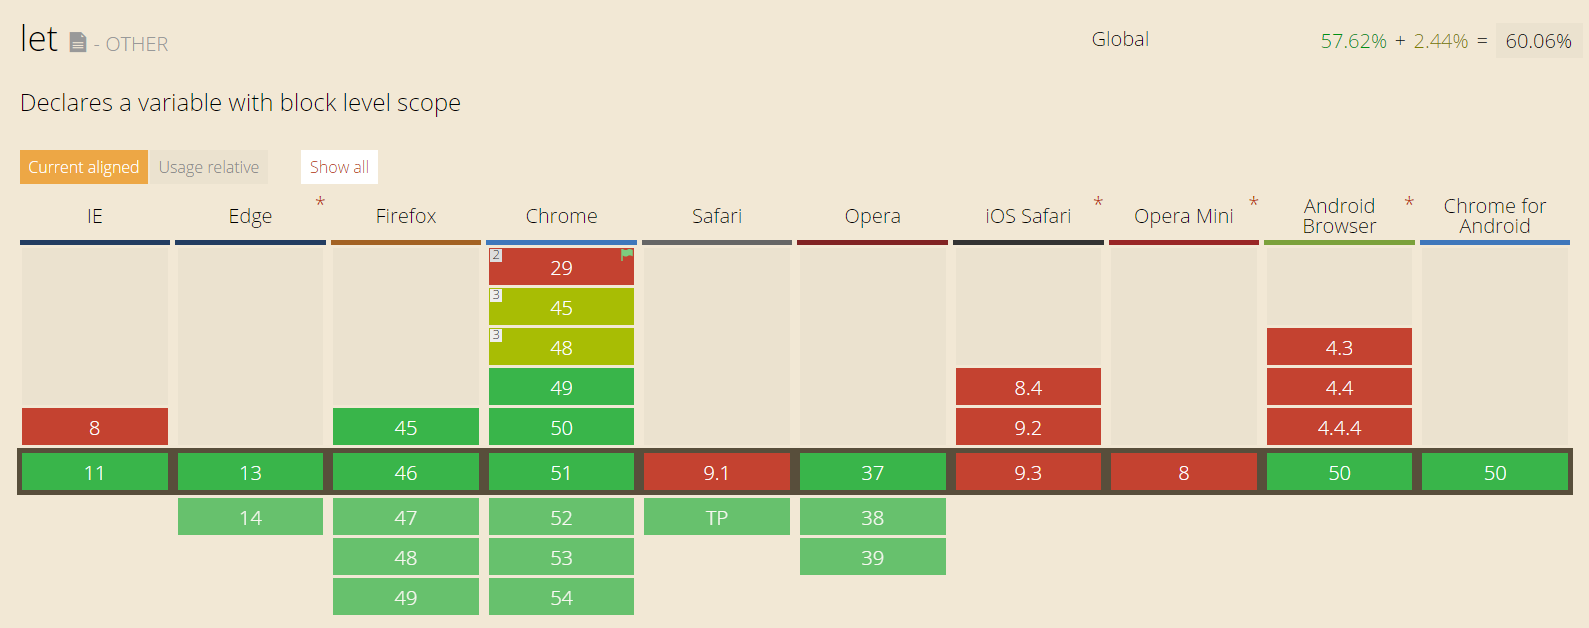 let - OTHER
Global
57.62% + 2.44% = 60.06%
Declares a variable with block level scope
Current aligned
Usage relative
Show all
IE
Edge *
Firefox
Chrome
Safari
Opera
iOS Safari *
Opera Mini *
Android Browser *
Chrome for Android
2 29
3 45
3 48 4.3
49 8.4 4.4
8 45 50 9.2 4.4.4
11 13 46 51 9.1 37 9.3 8 50 50
14 47 52 TP 38
48 53 39
49 54